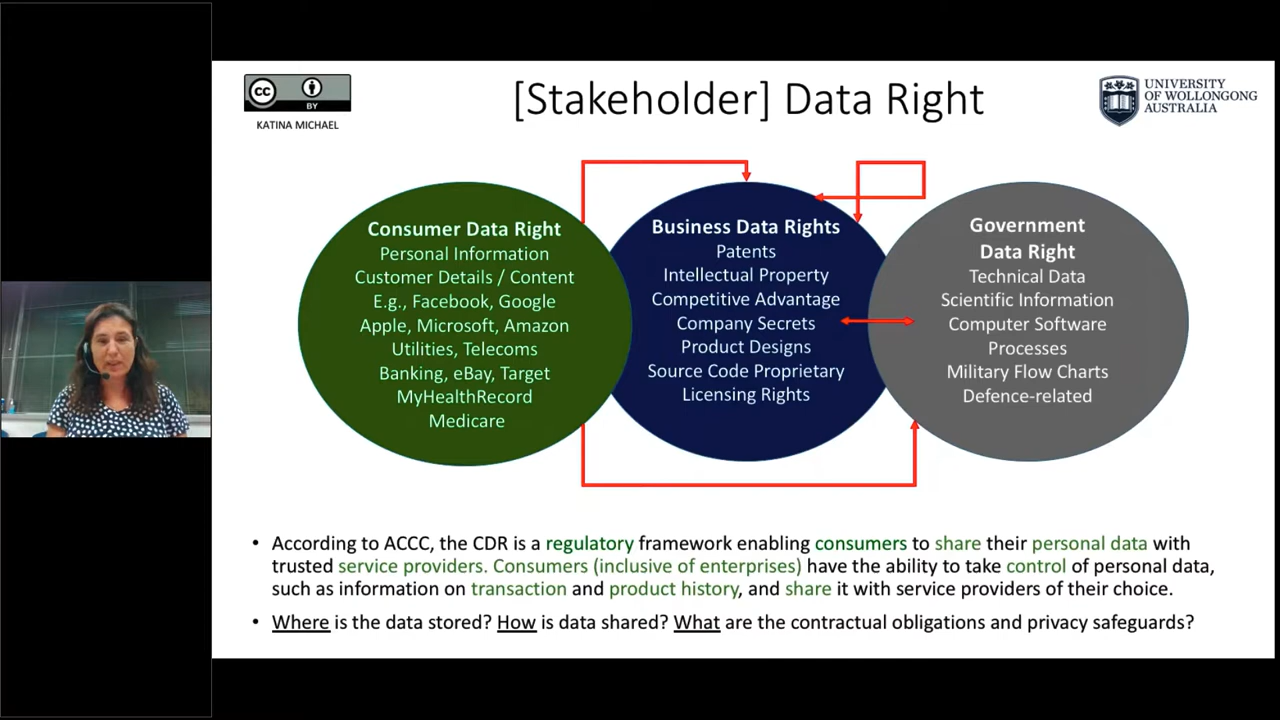 cc BY
KATINA MICHAEL
[Stakeholder] Data Right
UNIVERSITY
OF WOLLONGONG
AUSTRALIA
Consumer Data Right
Personal Information
Customer Details / Content
E.g., Facebook, Google
Apple, Microsoft, Amazon
Utilities, Telecoms
Banking, eBay, Target
MyHealthRecord
Medicare
Business Data Rights
Patents
Intellectual Property
Competitive Advantage
Company Secrets
Product Designs
Source Code Proprietary
Licensing Rights
Government
Data Right
Technical Data
Scientific Information
Computer Software
Processes
Military Flow Charts
Defence-related
• According to ACCC, the CDR is a regulatory framework enabling consumers to share their personal data with
trusted service providers. Consumers (inclusive of enterprises) have the ability to take control of personal data,
such as information on transaction and product history, and share it with service providers of their choice.
• Where is the data stored? How is data shared? What are the contractual obligations and privacy safeguards?